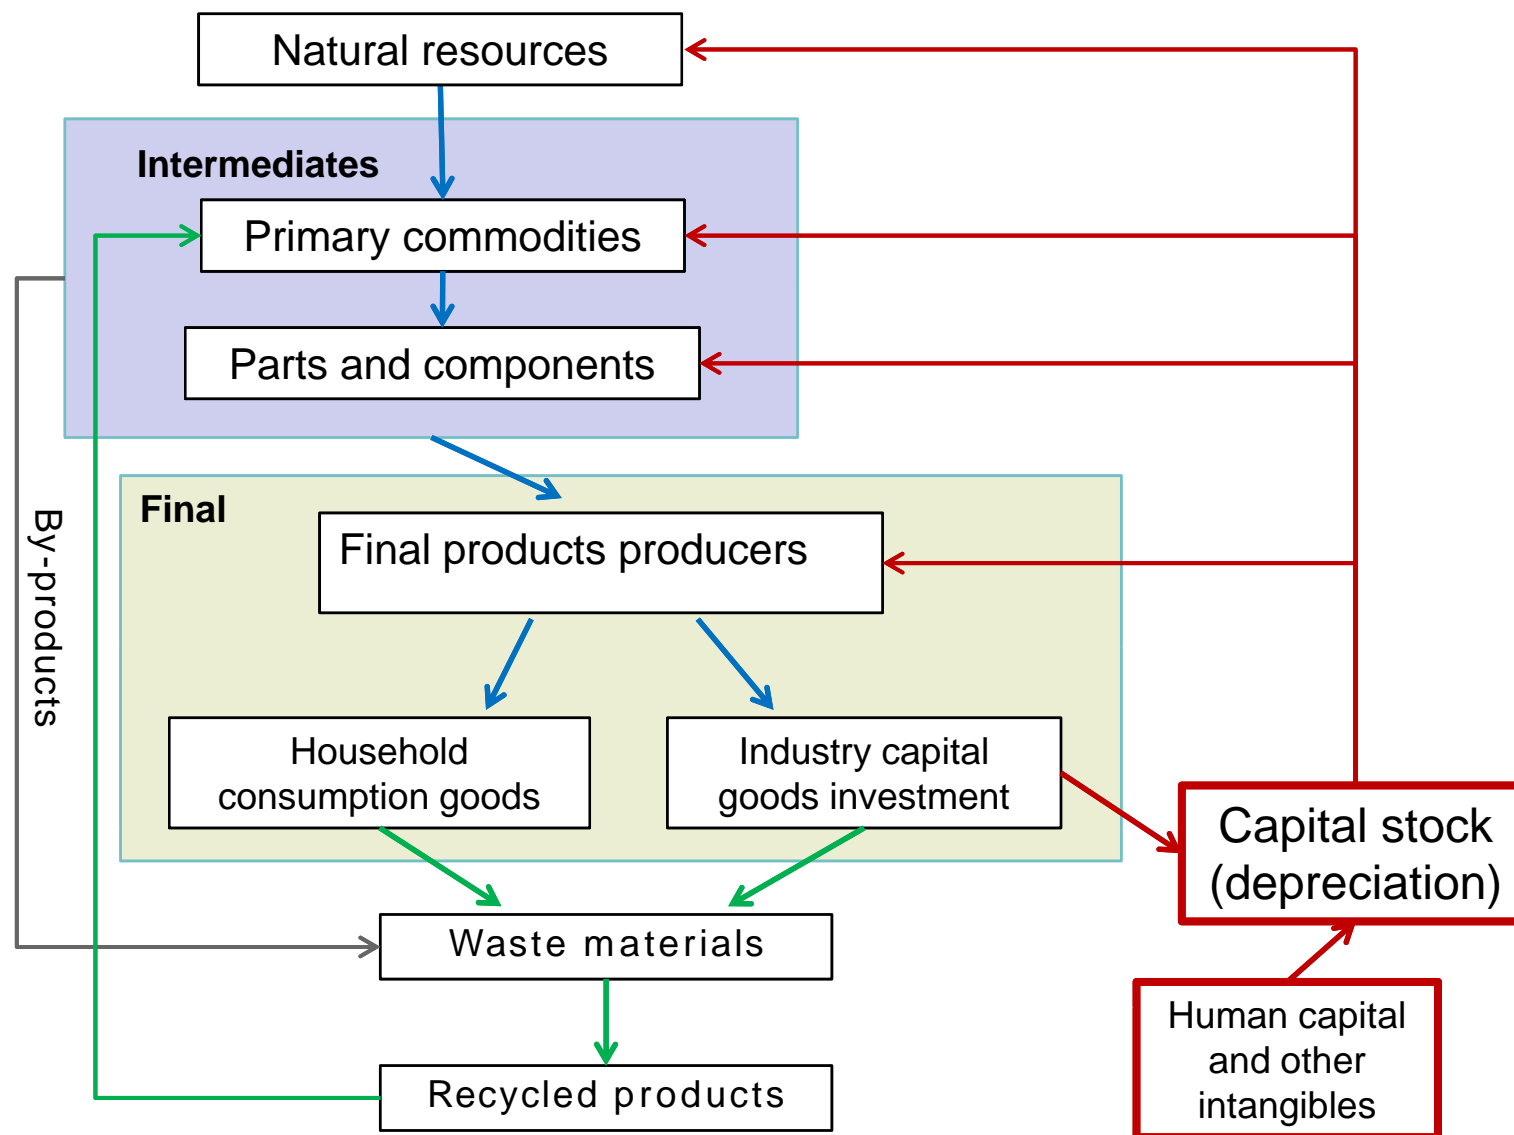 Natural resources
Intermediates
Primary commodities
Parts and components
By-products
Final
Final products producers
Household
consumption goods
Industry capital
goods investment
Capital stock
(depreciation)
Waste materials
Human capital
and other
intangibles
Recycled products